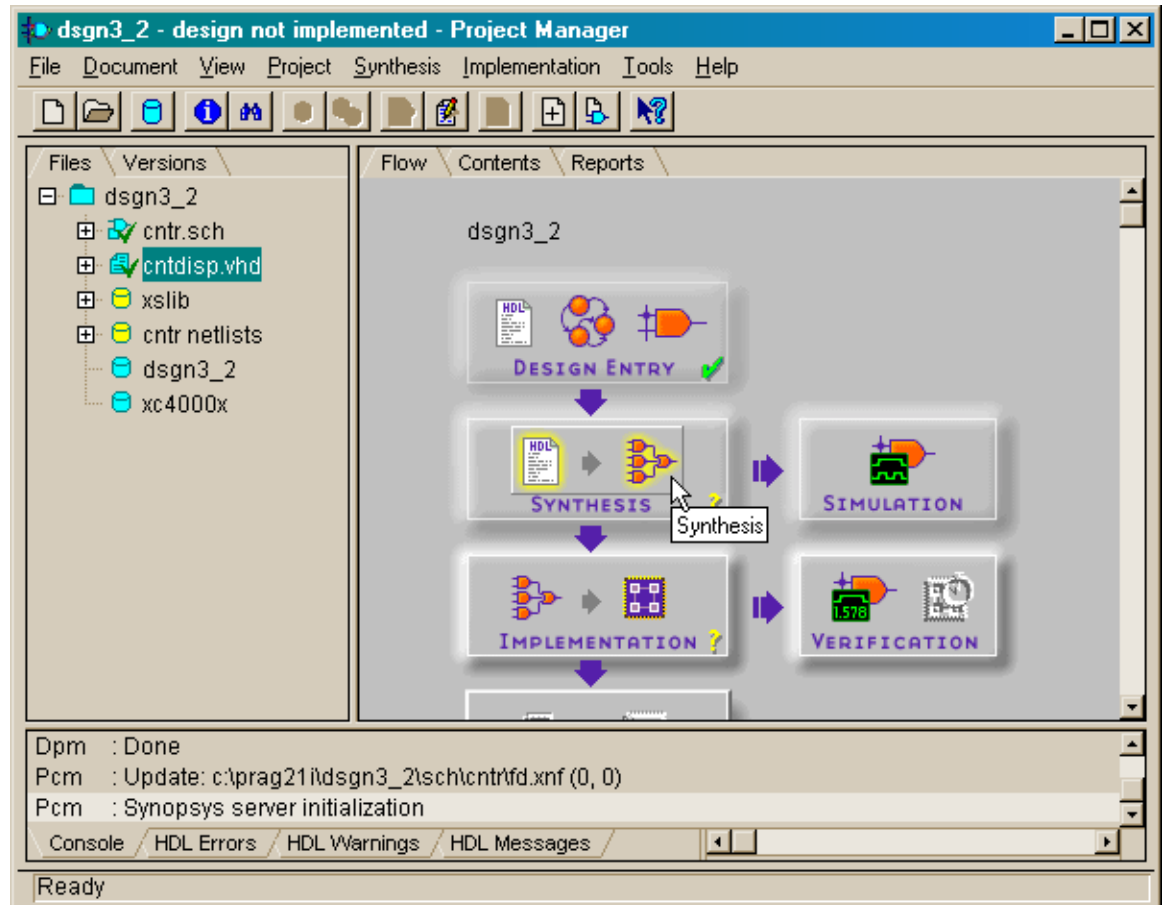 dsgn3_2 - design not implemented - Project Manager
File Document View Project Synthesis Implementation Tools Help
Files Versions
Flow Contents Reports
dsgn3_2
cntr.sch
cntdisp.vhd
xslib
cntr netlists
dsgn3_2
xc4000x
dsgn3_2
HDL
DESIGN ENTRY
HDL
SYNTHESIS
?
Synthesis
SIMULATION
IMPLEMENTATION ?
1.578
VERIFICATION
Dpm : Done
Pcm : Update: c:\prag21i\dsgn3_2\sch\cntr\fd.xnf (0, 0)
Pcm : Synopsys server initialization
Console HDL Errors HDL Warnings HDL Messages
Ready